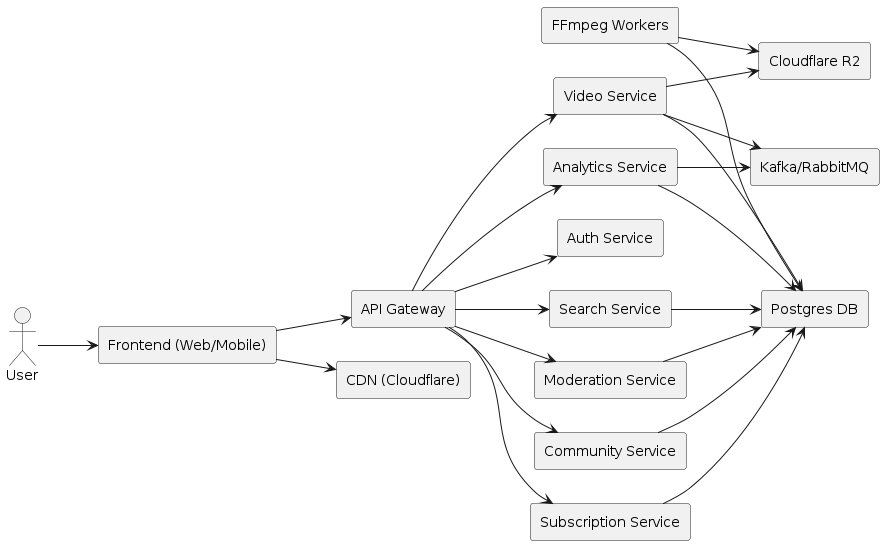 FFmpeg Workers
Cloudflare R2
Video Service
Analytics Service
Kafka/RabbitMQ
Auth Service
API Gateway
Search Service
Postgres DB
User
Frontend (Web/Mobile)
CDN (Cloudflare)
Moderation Service
Community Service
Subscription Service